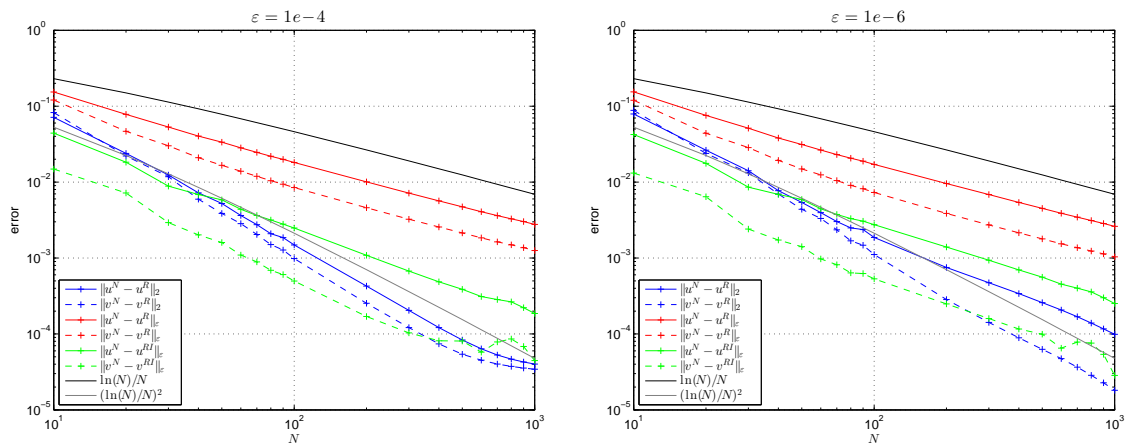 ε = 1e−4
error
10^0
10^−1
10^−2
10^−3
10^−4
10^−5
10^1
10^2
10^3
N
‖u^N − u^R‖_2
‖v^N − v^R‖_2
‖u^N − u^R‖_ε
‖v^N − v^R‖_ε
‖u^N − u^{RI}‖_ε
‖v^N − v^{RI}‖_ε
ln(N)/N
(ln(N)/N)^2
ε = 1e−6
error
10^0
10^−1
10^−2
10^−3
10^−4
10^−5
10^1
10^2
10^3
N
‖u^N − u^R‖_2
‖v^N − v^R‖_2
‖u^N − u^R‖_ε
‖v^N − v^R‖_ε
‖u^N − u^{RI}‖_ε
‖v^N − v^{RI}‖_ε
ln(N)/N
(ln(N)/N)^2